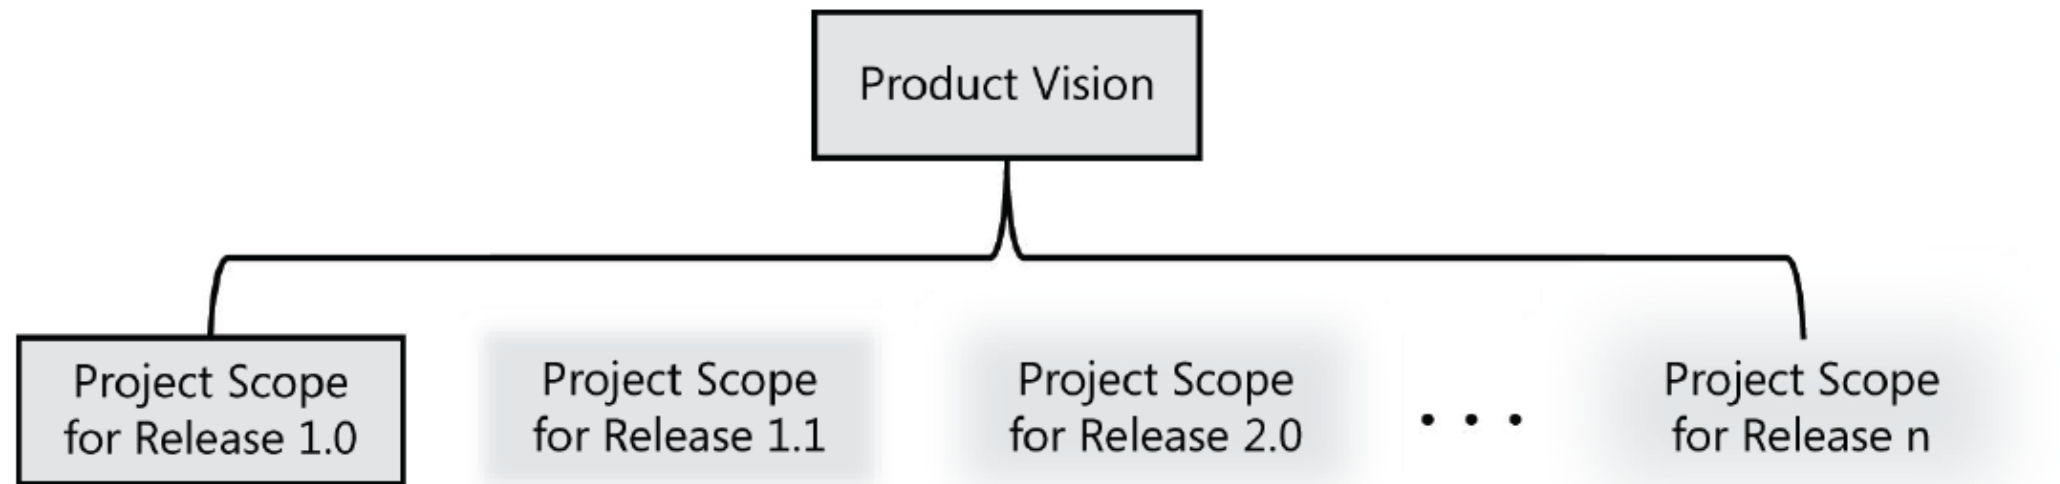 Product Vision
Project Scope
for Release 1.0
Project Scope
for Release 1.1
Project Scope
for Release 2.0
. . .
Project Scope
for Release n